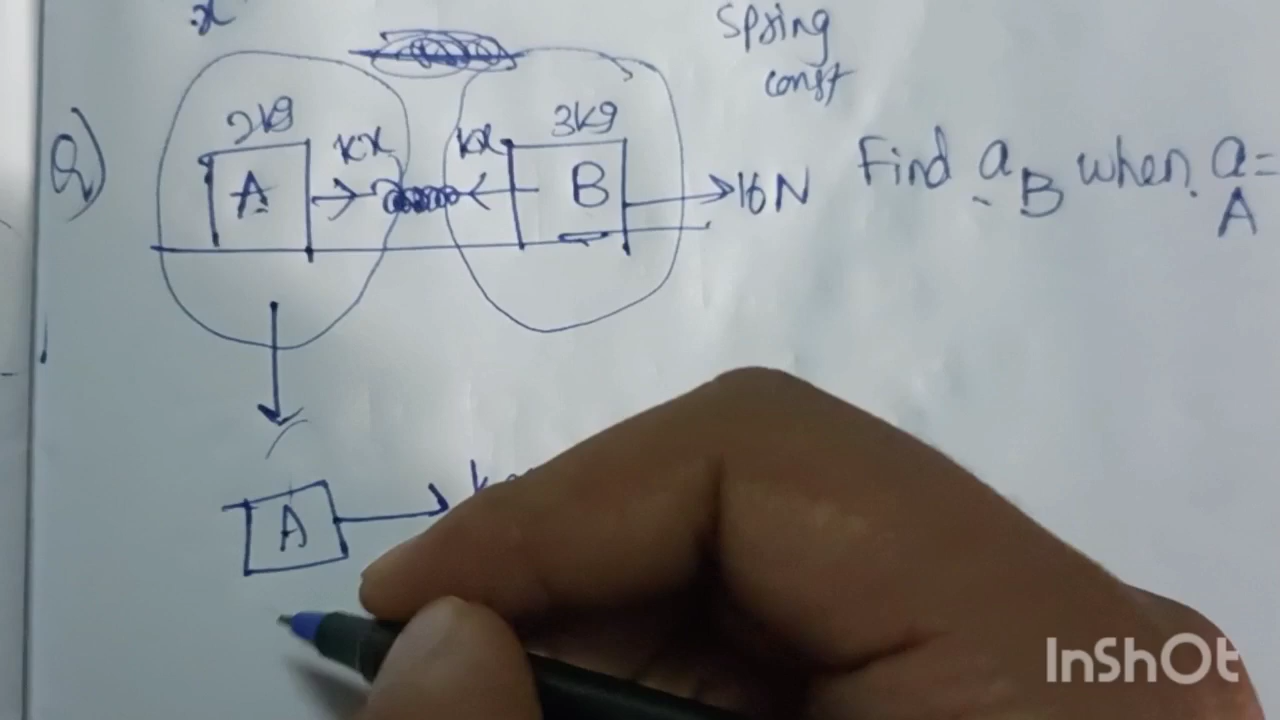 x
Spring
const
Q)
2kg
3kg
A
kx
kx
B
16N
Find a_B when a_A =
A
k
InShOt